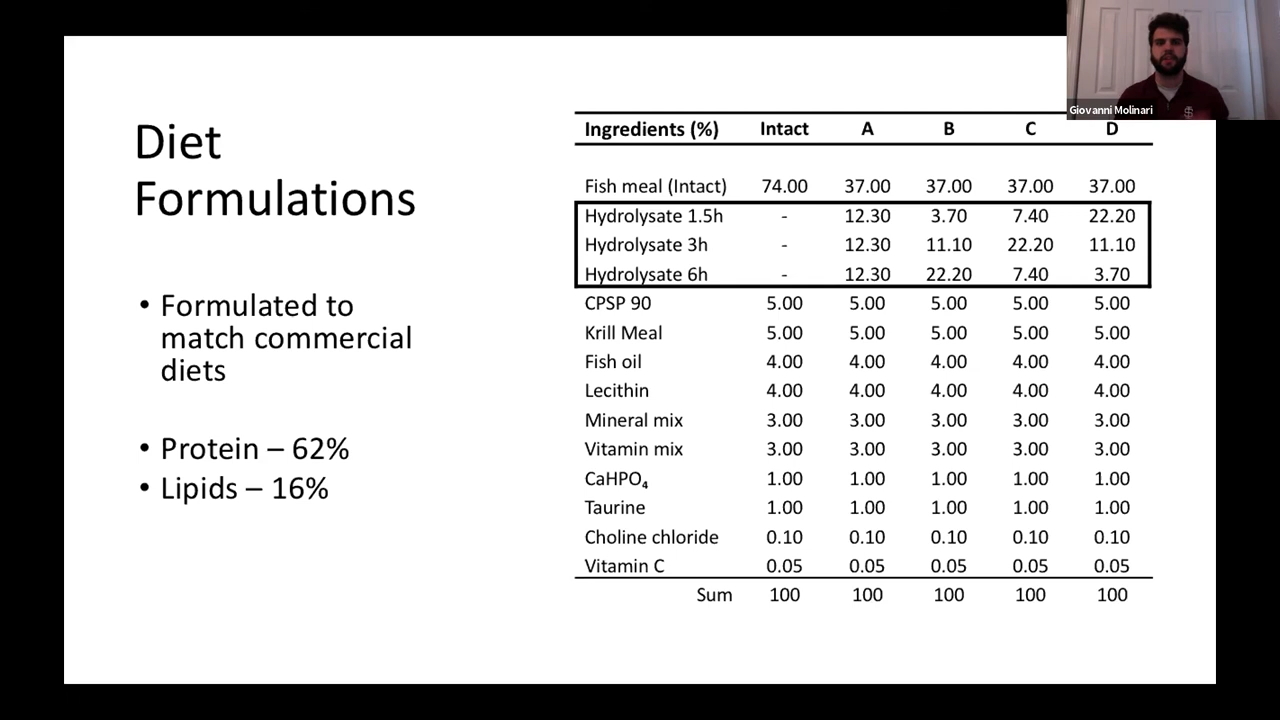 Giovanni Molinari
Diet
Formulations
• Formulated to
match commercial
diets
• Protein – 62%
• Lipids – 16%
Ingredients (%) Intact A B C D
Fish meal (Intact) 74.00 37.00 37.00 37.00 37.00
Hydrolysate 1.5h - 12.30 3.70 7.40 22.20
Hydrolysate 3h - 12.30 11.10 22.20 11.10
Hydrolysate 6h - 12.30 22.20 7.40 3.70
CPSP 90 5.00 5.00 5.00 5.00 5.00
Krill Meal 5.00 5.00 5.00 5.00 5.00
Fish oil 4.00 4.00 4.00 4.00 4.00
Lecithin 4.00 4.00 4.00 4.00 4.00
Mineral mix 3.00 3.00 3.00 3.00 3.00
Vitamin mix 3.00 3.00 3.00 3.00 3.00
CaHPO₄ 1.00 1.00 1.00 1.00 1.00
Taurine 1.00 1.00 1.00 1.00 1.00
Choline chloride 0.10 0.10 0.10 0.10 0.10
Vitamin C 0.05 0.05 0.05 0.05 0.05
Sum 100 100 100 100 100